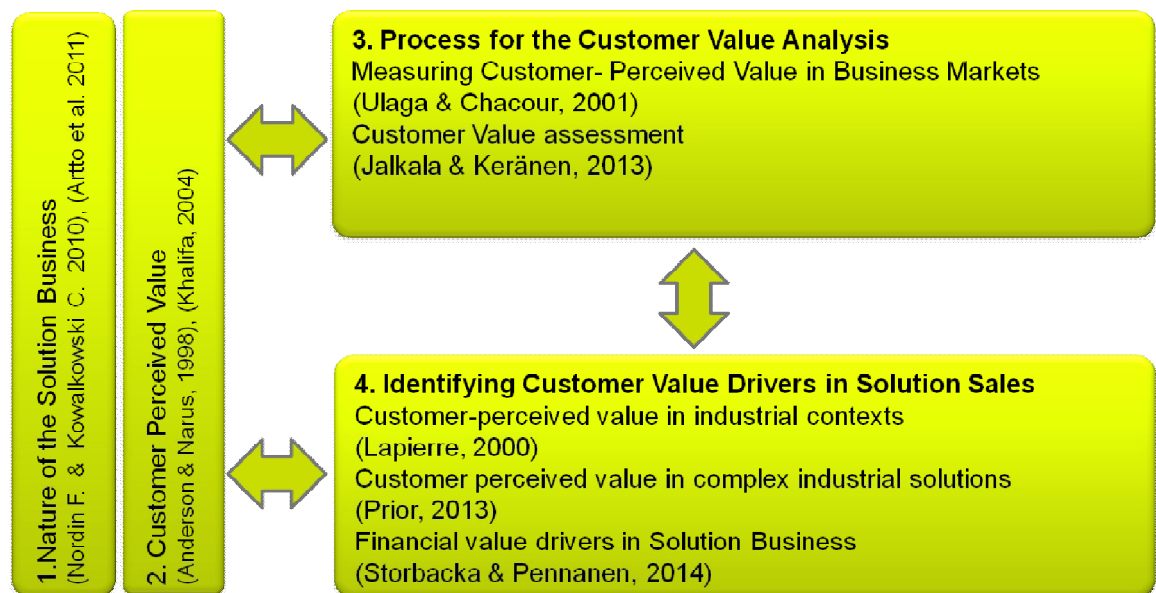 1.Nature of the Solution Business
(Nordin F. & Kowalkowski C. 2010), (Artto et al. 2011)
2. Customer Perceived Value
(Anderson & Narus, 1998), (Khalifa, 2004)
3. Process for the Customer Value Analysis
Measuring Customer- Perceived Value in Business Markets
(Ulaga & Chacour, 2001)
Customer Value assessment
(Jalkala & Keränen, 2013)
4. Identifying Customer Value Drivers in Solution Sales
Customer-perceived value in industrial contexts
(Lapierre, 2000)
Customer perceived value in complex industrial solutions
(Prior, 2013)
Financial value drivers in Solution Business
(Storbacka & Pennanen, 2014)